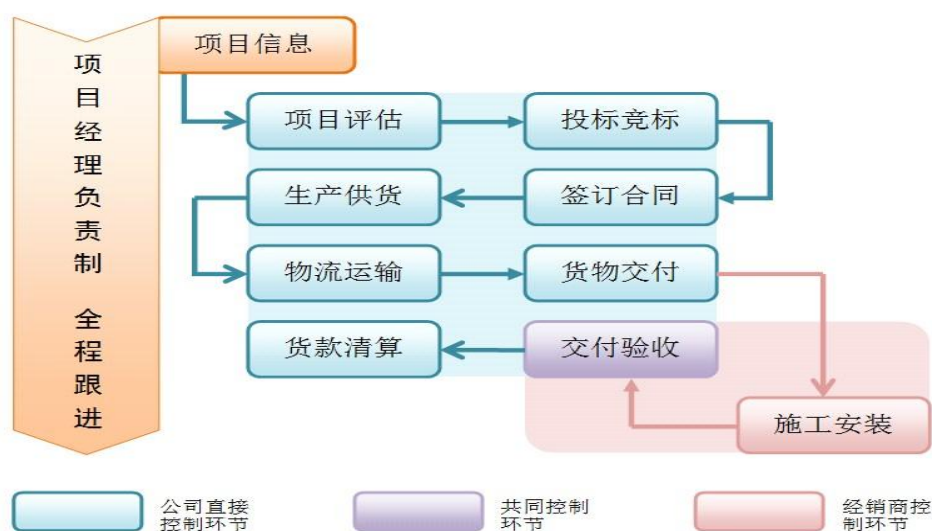 项目经理负责制 全程跟进
项目信息
项目评估
投标竞标
生产供货
签订合同
物流运输
货物交付
货款清算
交付验收
施工安装
公司直接
控制环节
共同控制
环节
经销商控
制环节